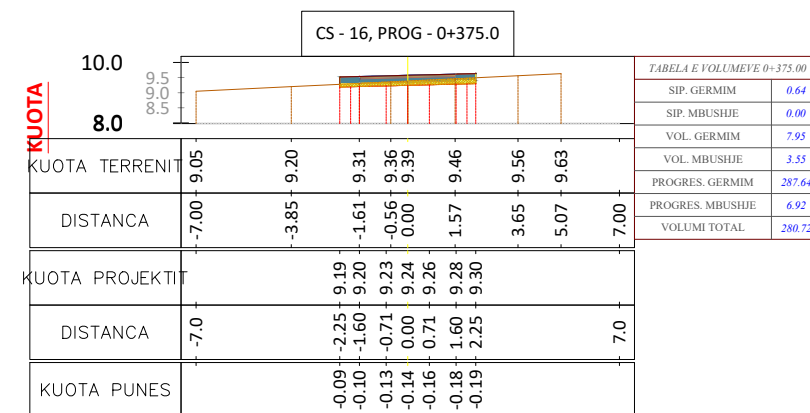 CS - 16, PROG - 0+375.0
10.0
9.5
9.0
8.5
8.0
KUOTA
KUOTA TERRENIT 9.05 9.20 9.31 9.36 9.39 9.46 9.56 9.63
DISTANCA -7.00 -3.85 -1.61 -0.56 0.00 1.57 3.65 5.07 7.00
KUOTA PROJEKTIT 9.19 9.20 9.23 9.24 9.26 9.28 9.30
DISTANCA -7.0 -2.25 -1.60 -0.71 0.00 0.71 1.60 2.25 7.0
KUOTA PUNES -0.09 -0.10 -0.13 -0.14 -0.16 -0.18 -0.19
TABELA E VOLUMEVE 0+375.00
SIP. GERMIM 0.64
SIP. MBUSHJE 0.00
VOL. GERMIM 7.95
VOL. MBUSHJE 3.55
PROGRES. GERMIM 287.64
PROGRES. MBUSHJE 6.92
VOLUMI TOTAL 280.72